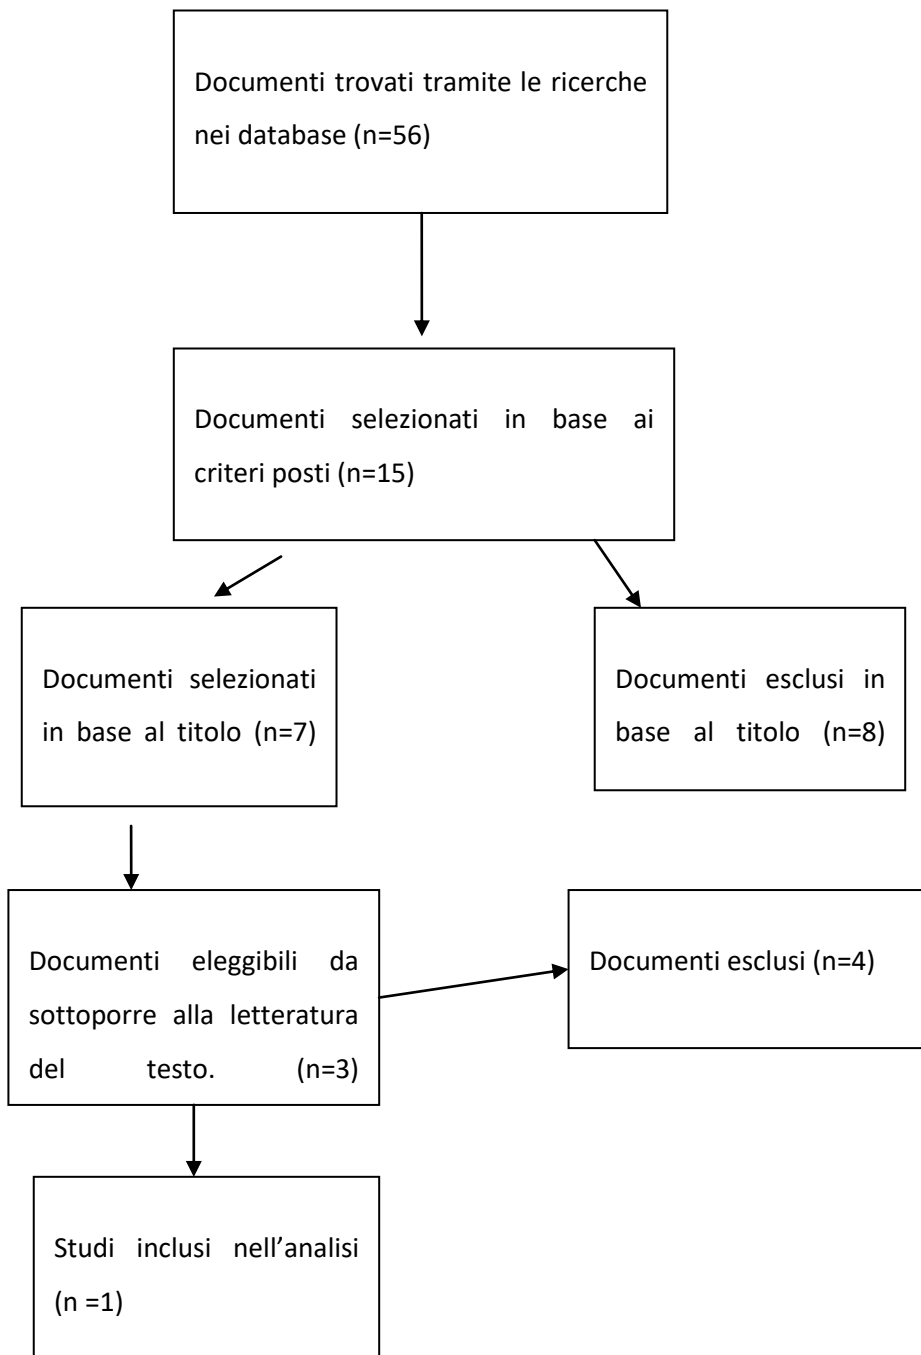 Documenti trovati tramite le ricerche
nei database (n=56)
Documenti selezionati in base ai
criteri posti (n=15)
Documenti selezionati
in base al titolo (n=7)
Documenti esclusi in
base al titolo (n=8)
Documenti eleggibili da
sottoporre alla letteratura
del testo. (n=3)
Documenti esclusi (n=4)
Studi inclusi nell’analisi
(n =1)